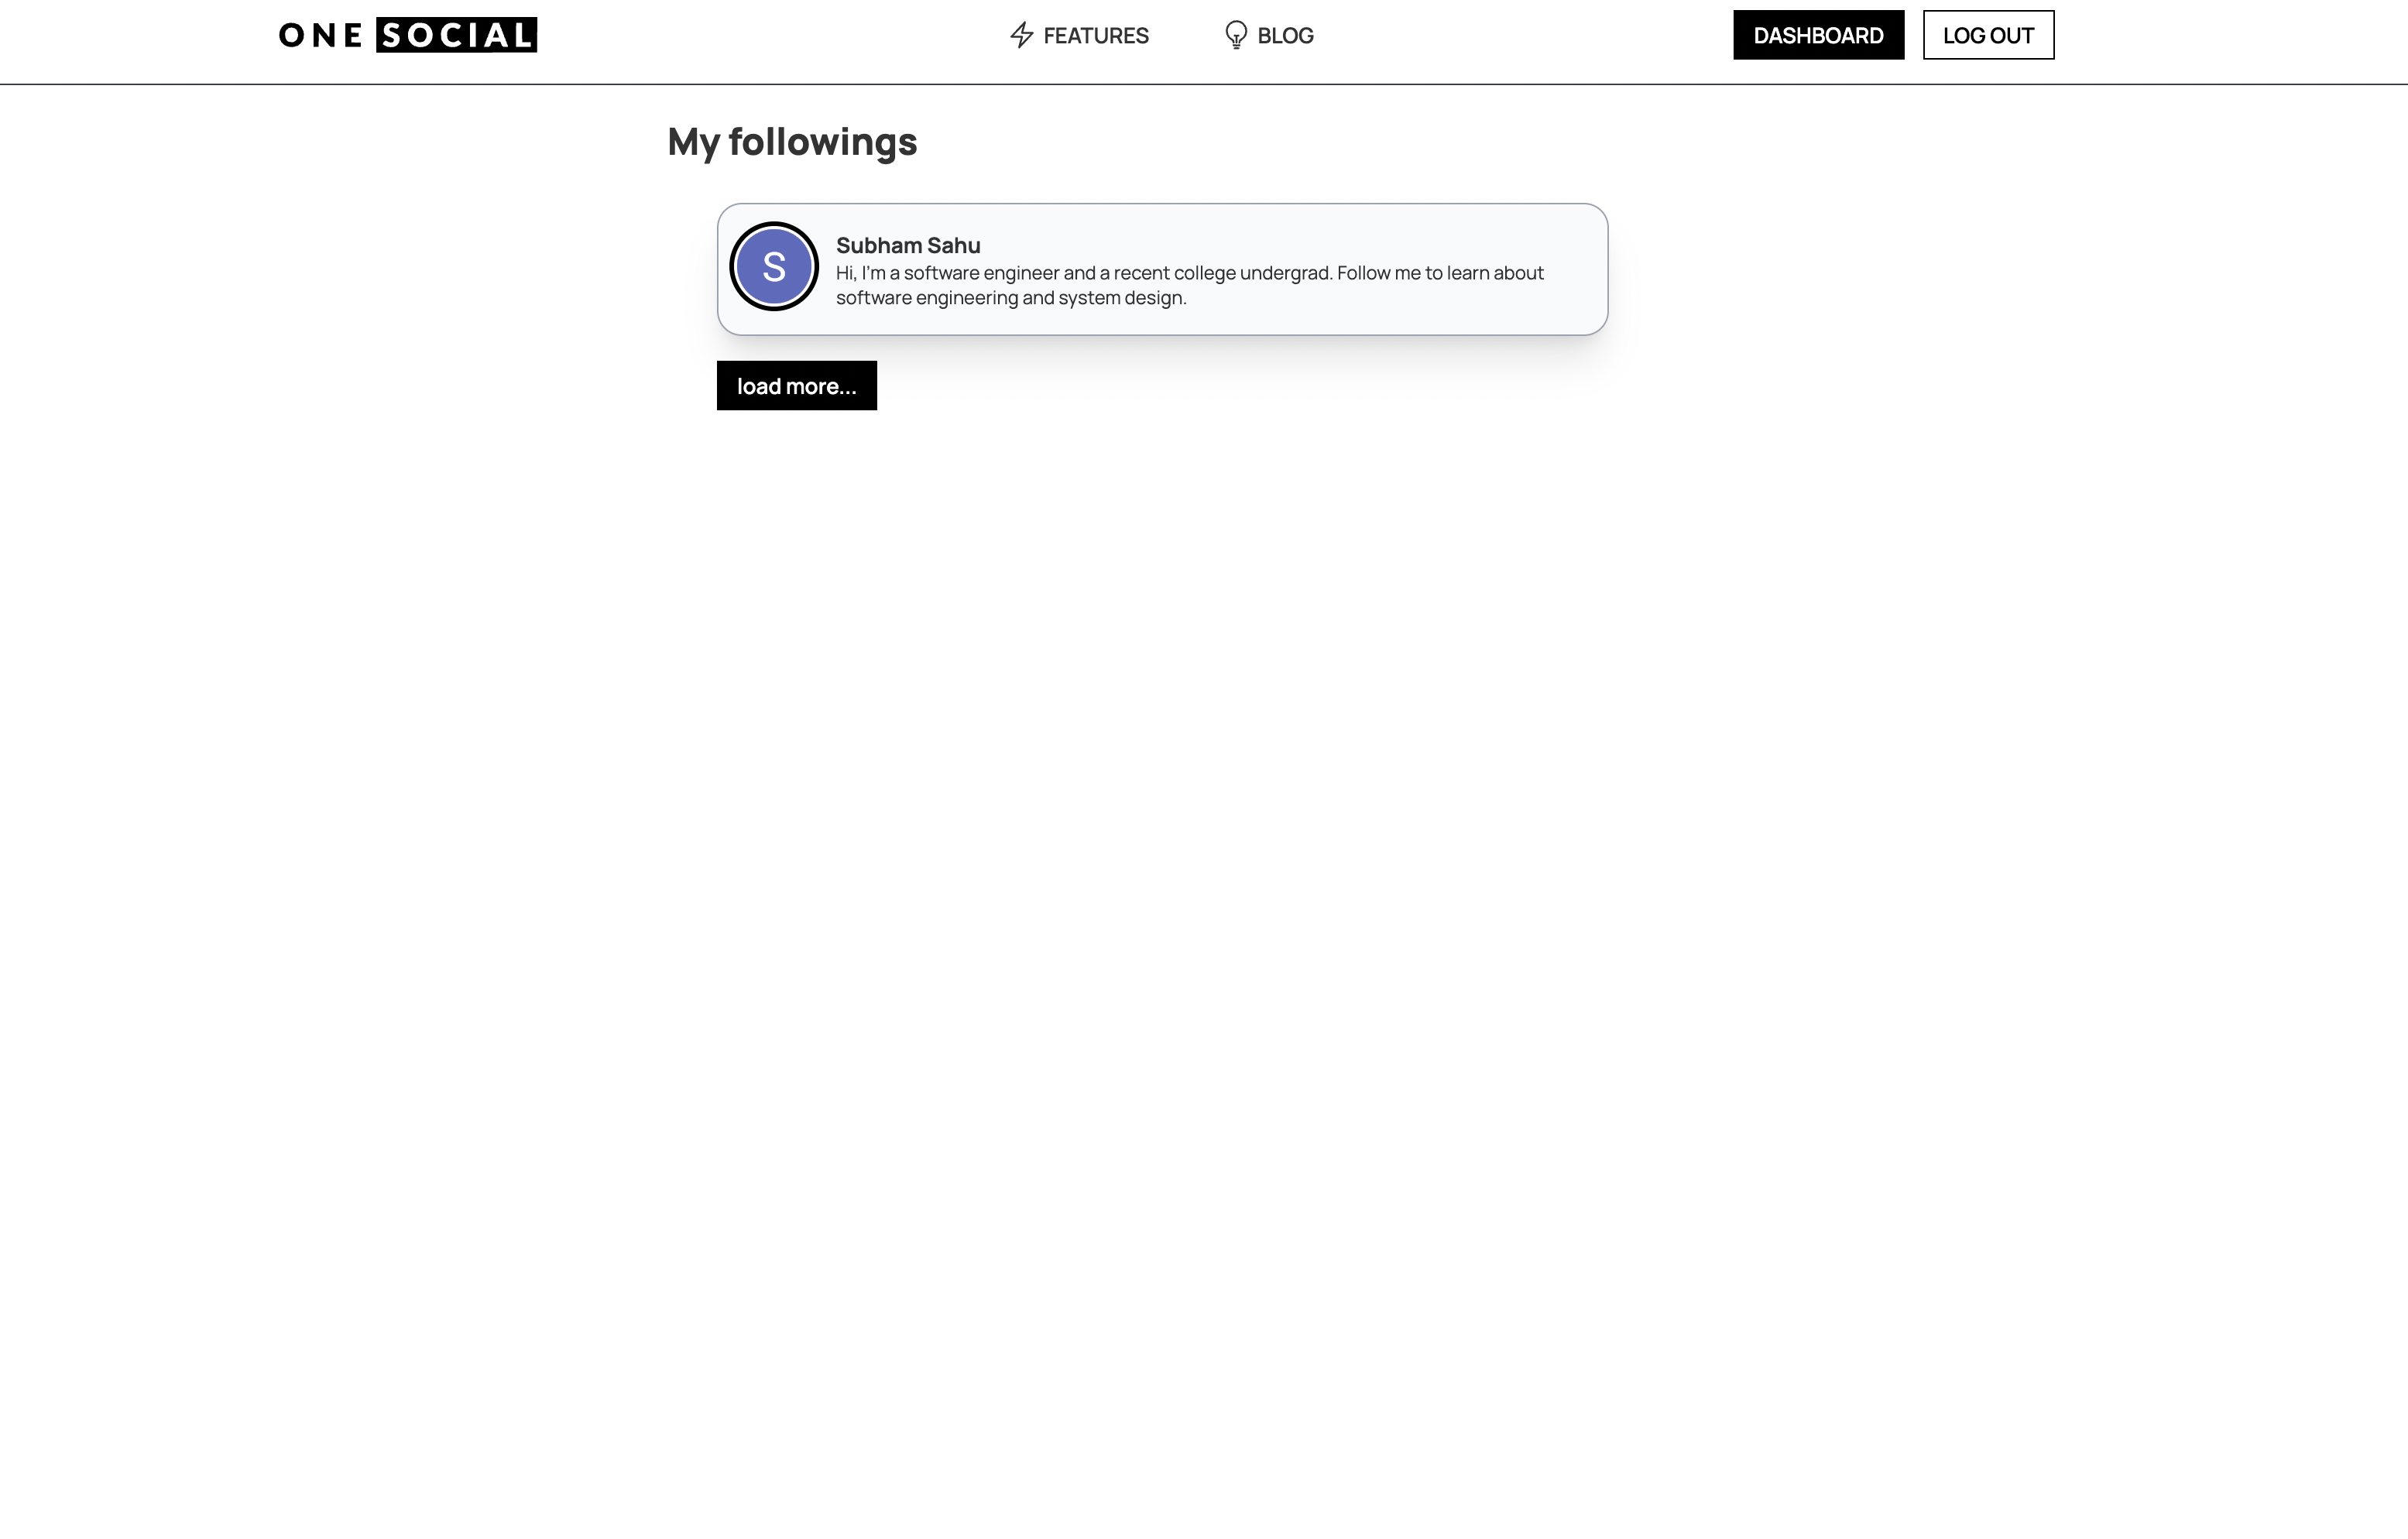 ONE SOCIAL
FEATURES
BLOG
DASHBOARD
LOG OUT
My followings
S
Subham Sahu
Hi, I'm a software engineer and a recent college undergrad. Follow me to learn about
software engineering and system design.
load more...